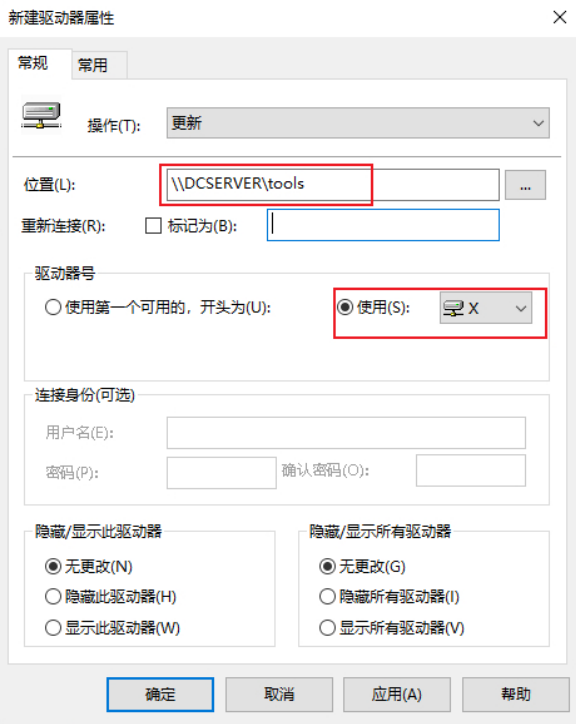 新建驱动器属性
常规 常用
操作(T): 更新
位置(L): \\DCSERVER\tools ...
重新连接(R): 标记为(B):
驱动器号
使用第一个可用的，开头为(U): 使用(S): X
连接身份(可选)
用户名(E):
密码(P): 确认密码(O):
隐藏/显示此驱动器 隐藏/显示所有驱动器
无更改(N) 无更改(G)
隐藏此驱动器(H) 隐藏所有驱动器(I)
显示此驱动器(W) 显示所有驱动器(V)
确定 取消 应用(A) 帮助